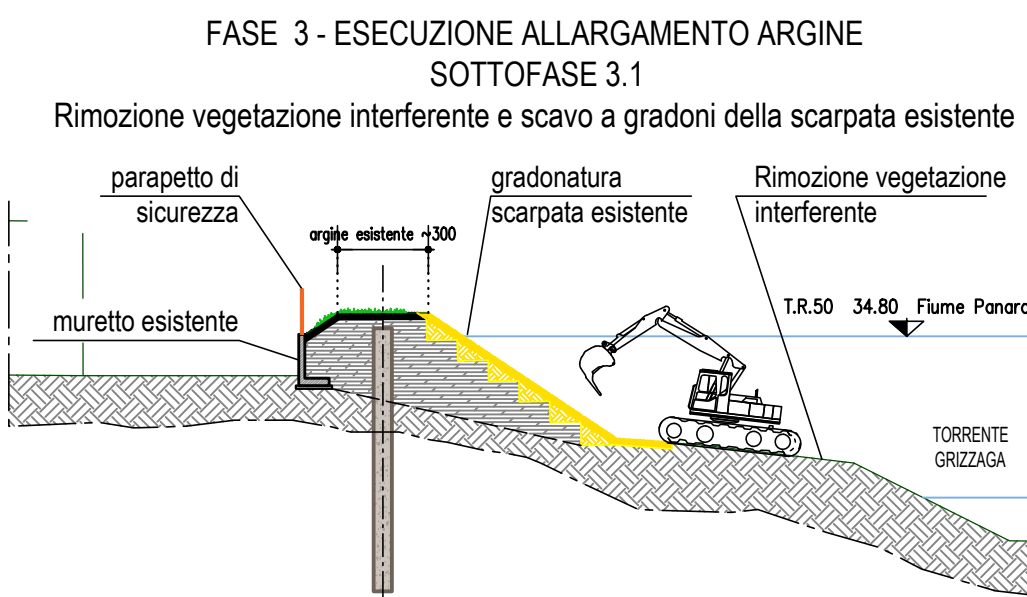 FASE 3 - ESECUZIONE ALLARGAMENTO ARGINE
SOTTOFASE 3.1
Rimozione vegetazione interferente e scavo a gradoni della scarpata esistente
parapetto di
sicurezza
gradonatura
scarpata esistente
Rimozione vegetazione
interferente
argine esistente ~300
muretto esistente
T.R.50 34.80 Fiume Panaro
TORRENTE
GRIZZAGA